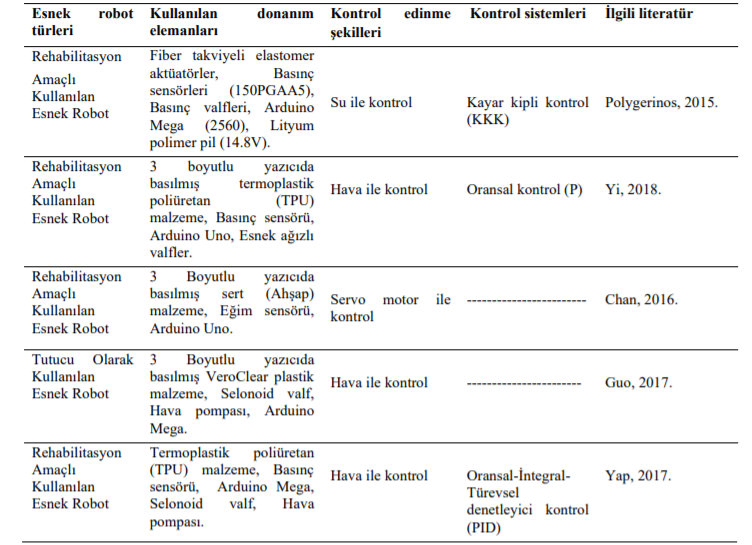 Esnek robot türleri
Kullanılan donanım elemanları
Kontrol edinme şekilleri
Kontrol sistemleri
İlgili literatür
Rehabilitasyon
Amaçlı
Kullanılan
Esnek Robot
Fiber takviyeli elastomer
aktüatörler, Basınç
sensörleri (150PGAA5),
Basınç valfleri, Arduino
Mega (2560), Lityum
polimer pil (14.8V).
Su ile kontrol
Kayar kipli kontrol
(KKK)
Polygerinos, 2015.
Rehabilitasyon
Amaçlı
Kullanılan
Esnek Robot
3 boyutlu yazıcıda
basılmış termoplastik
poliüretan (TPU)
malzeme, Basınç sensörü,
Arduino Uno, Esnek ağızlı
valfler.
Hava ile kontrol
Oransal kontrol (P)
Yi, 2018.
Rehabilitasyon
Amaçlı
Kullanılan
Esnek Robot
3 Boyutlu yazıcıda
basılmış sert (Ahşap)
malzeme, Eğim sensörü,
Arduino Uno.
Servo motor ile
kontrol
-------------------------
Chan, 2016.
Tutucu Olarak
Kullanılan
Esnek Robot
3 Boyutlu yazıcıda
basılmış VeroClear plastik
malzeme, Selonoid valf,
Hava pompası, Arduino
Mega.
Hava ile kontrol
------------------------
Guo, 2017.
Rehabilitasyon
Amaçlı
Kullanılan
Esnek Robot
Termoplastik poliüretan
(TPU) malzeme, Basınç
sensörü, Arduino Mega,
Selonoid valf, Hava
pompası.
Hava ile kontrol
Oransal-İntegral-
Türevsel
denetleyici kontrol
(PID)
Yap, 2017.